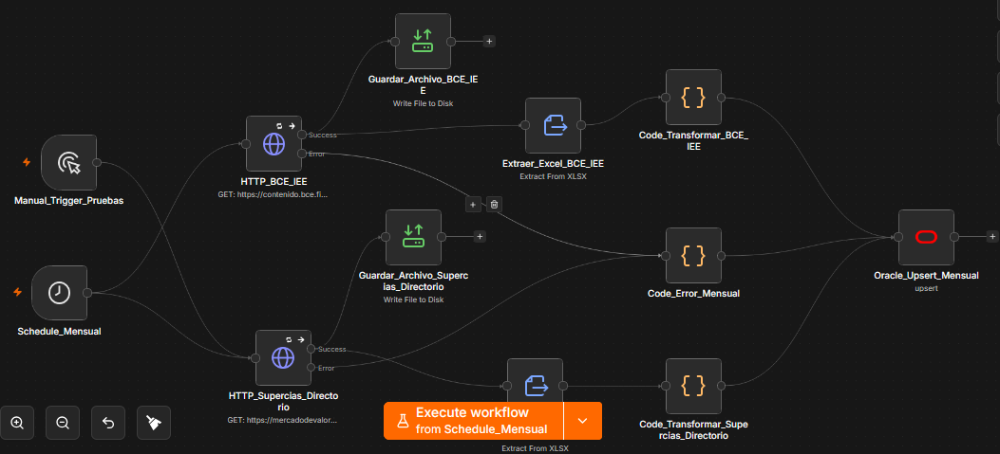 Guardar_Archivo_BCE_IE
E
Write File to Disk
Success
Error
HTTP_BCE_IEE
GET: https://contenido.bce.fi...
Extraer_Excel_BCE_IEE
Extract From XLSX
{ }
Code_Transformar_BCE_
IEE
Manual_Trigger_Pruebas
Guardar_Archivo_Superc
ias_Directorio
Write File to Disk
{ }
Code_Error_Mensual
Oracle_Upsert_Mensual
upsert
Schedule_Mensual
Success
Error
HTTP_Supercias_Directo
rio
GET: https://mercadodevalor...
Extract From XLSX
{ }
Code_Transformar_Supe
rcias_Directorio
Execute workflow
from Schedule_Mensual